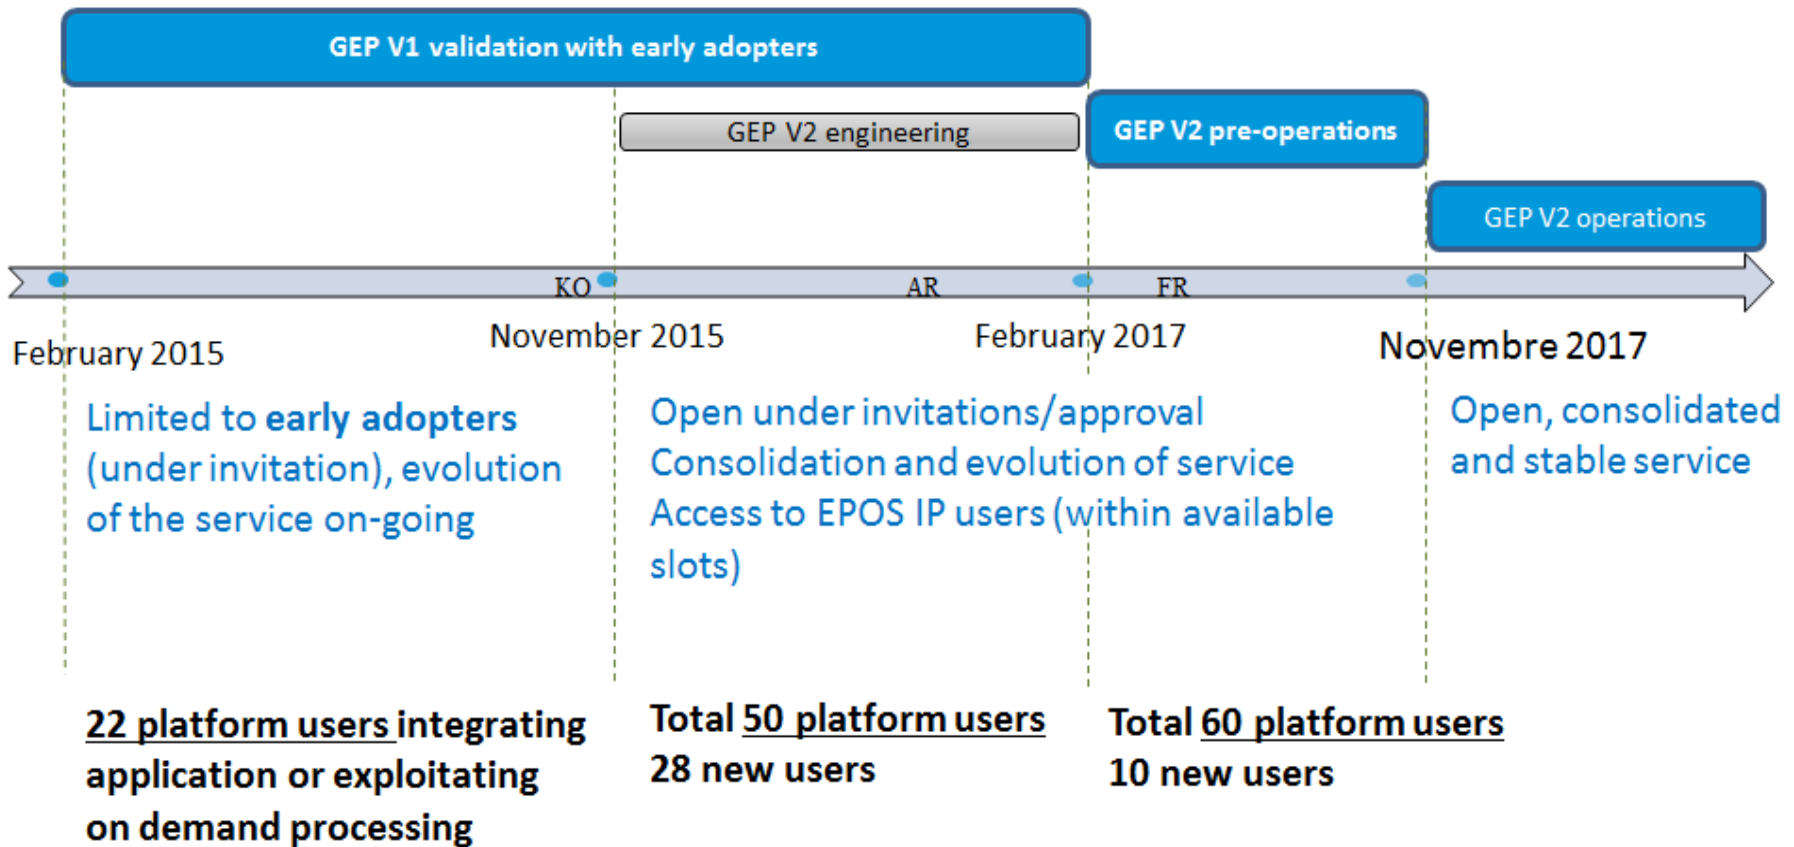 GEP V1 validation with early adopters
GEP V2 engineering
GEP V2 pre-operations
GEP V2 operations
KO
AR
FR
February 2015
November 2015
February 2017
Novembre 2017
Limited to early adopters
(under invitation), evolution
of the service on-going
Open under invitations/approval
Consolidation and evolution of service
Access to EPOS IP users (within available
slots)
Open, consolidated
and stable service
22 platform users integrating
application or exploitating
on demand processing
Total 50 platform users
28 new users
Total 60 platform users
10 new users